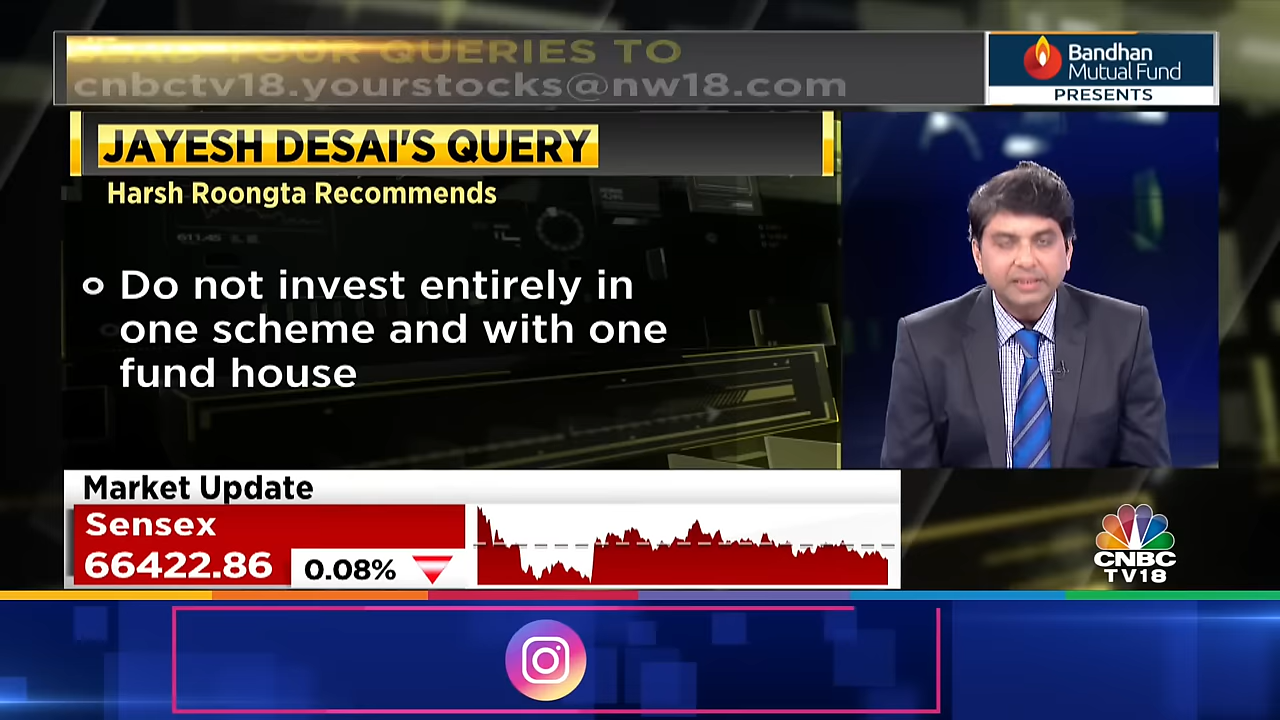 YOUR QUERIES TO
cnbctv18.yourstocks@nw18.com
Bandhan
Mutual Fund
PRESENTS
JAYESH DESAI'S QUERY
Harsh Roongta Recommends
Do not invest entirely in
one scheme and with one
fund house
Market Update
Sensex
66422.86 0.08%
CNBC
TV18